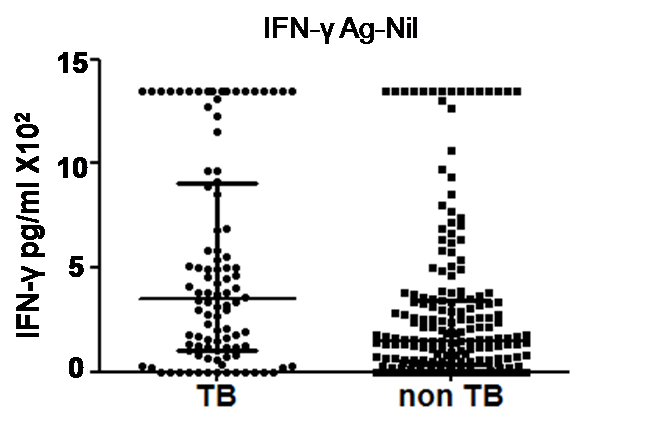 IFN-γ Ag-Nil
IFN-γ pg/ml X10²
15
10
5
0
TB
non TB